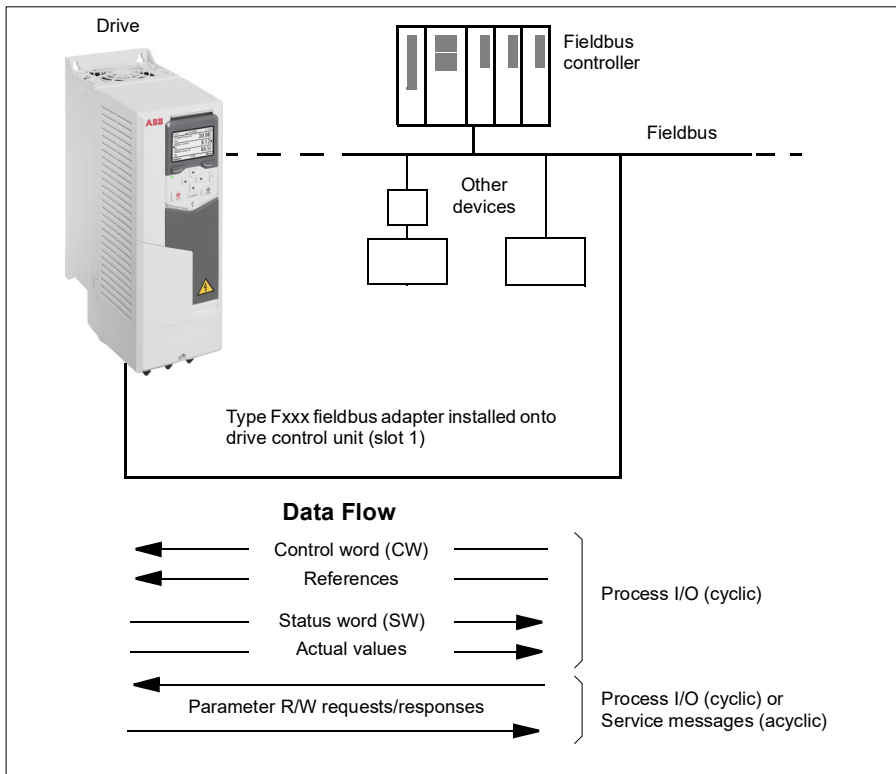 Drive
Fieldbus
controller
ABB
Fieldbus
Other
devices
Type Fxxx fieldbus adapter installed onto
drive control unit (slot 1)
Data Flow
Control word (CW)
References
Process I/O (cyclic)
Status word (SW)
Actual values
Parameter R/W requests/responses
Process I/O (cyclic) or
Service messages (acyclic)